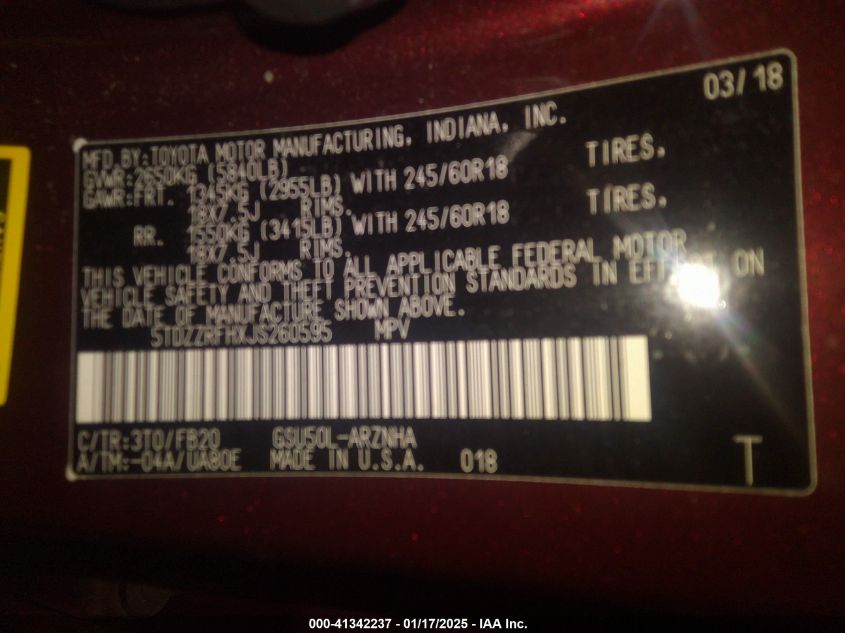 03/18
MFD.BY:TOYOTA MOTOR MANUFACTURING, INDIANA, INC.
GVWR:2650KG (5840LB)
GAWR:FRT. 1345KG (2955LB) WITH 245/60R18 TIRES,
18X7.5J RIMS.
RR. 1550KG (3415LB) WITH 245/60R18 TIRES,
18X7.5J RIMS.
THIS VEHICLE CONFORMS TO ALL APPLICABLE FEDERAL MOTOR
VEHICLE SAFETY AND THEFT PREVENTION STANDARDS IN EFFECT ON
THE DATE OF MANUFACTURE SHOWN ABOVE.
5TDZZRFHXJS260595 MPV
C/TR:3T0/FB20 GSU50L-ARZNHA
A/TM:-04A/UA80E MADE IN U.S.A. 018 T
000-41342237 - 01/17/2025 - IAA Inc.